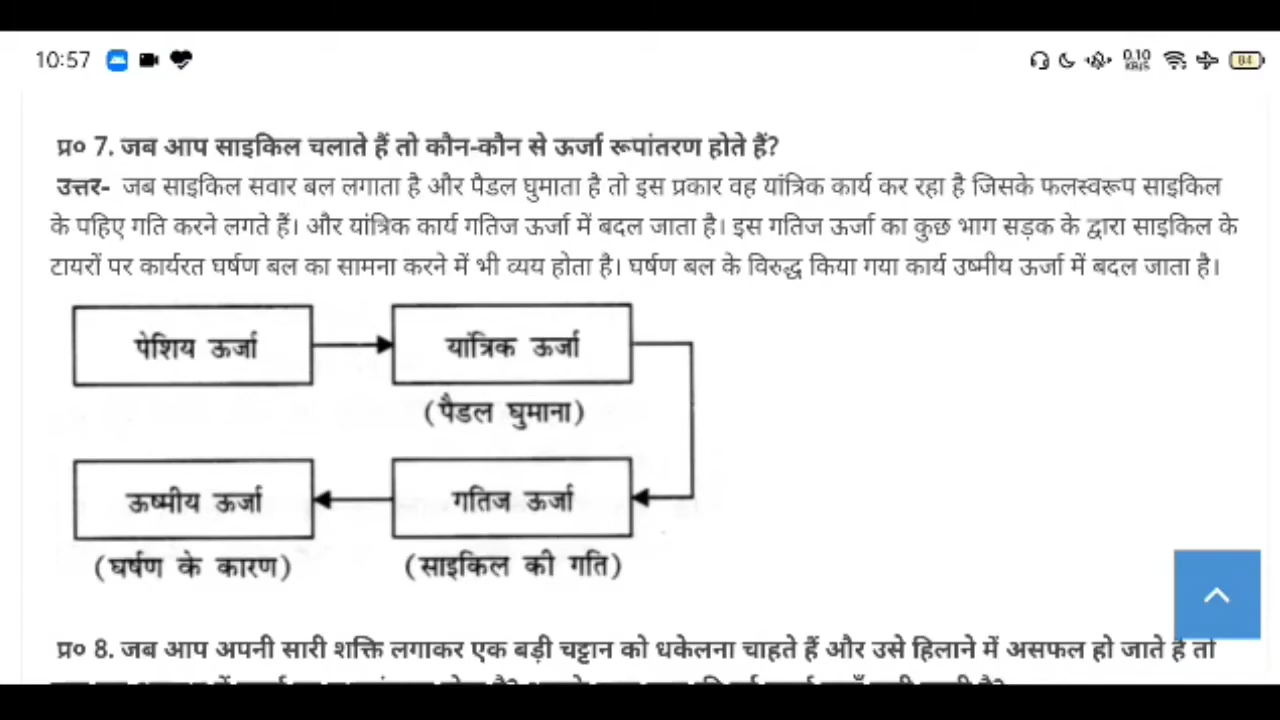 10:57
0.10
KB/S
84
प्र० 7. जब आप साइकिल चलाते हैं तो कौन-कौन से ऊर्जा रूपांतरण होते हैं?
उत्तर- जब साइकिल सवार बल लगाता है और पैडल घुमाता है तो इस प्रकार वह यांत्रिक कार्य कर रहा है जिसके फलस्वरूप साइकिल
के पहिए गति करने लगते हैं। और यांत्रिक कार्य गतिज ऊर्जा में बदल जाता है। इस गतिज ऊर्जा का कुछ भाग सड़क के द्वारा साइकिल के
टायरों पर कार्यरत घर्षण बल का सामना करने में भी व्यय होता है। घर्षण बल के विरुद्ध किया गया कार्य उष्मीय ऊर्जा में बदल जाता है।
पेशिय ऊर्जा
यांत्रिक ऊर्जा
(पैडल घुमाना)
ऊष्मीय ऊर्जा
गतिज ऊर्जा
(घर्षण के कारण)
(साइकिल की गति)
प्र० 8. जब आप अपनी सारी शक्ति लगाकर एक बड़ी चट्टान को धकेलना चाहते हैं और उसे हिलाने में असफल हो जाते हैं तो